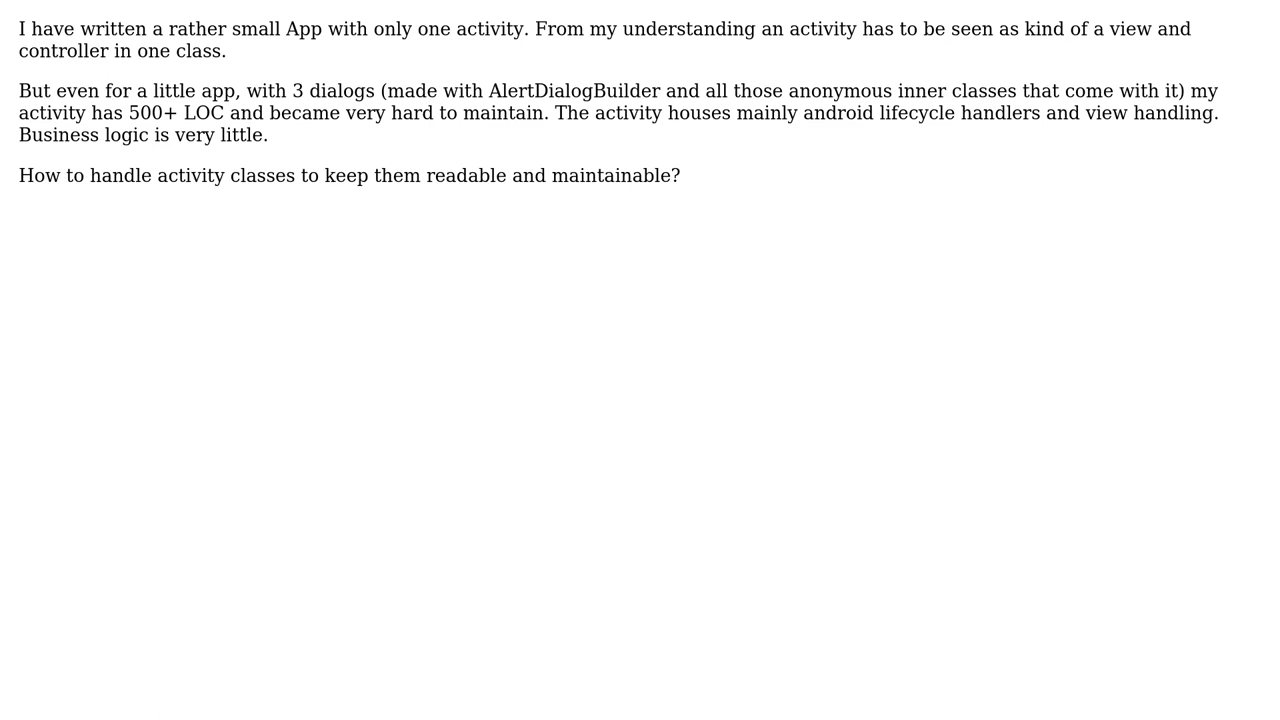 I have written a rather small App with only one activity. From my understanding an activity has to be seen as kind of a view and
controller in one class.
But even for a little app, with 3 dialogs (made with AlertDialogBuilder and all those anonymous inner classes that come with it) my
activity has 500+ LOC and became very hard to maintain. The activity houses mainly android lifecycle handlers and view handling.
Business logic is very little.
How to handle activity classes to keep them readable and maintainable?